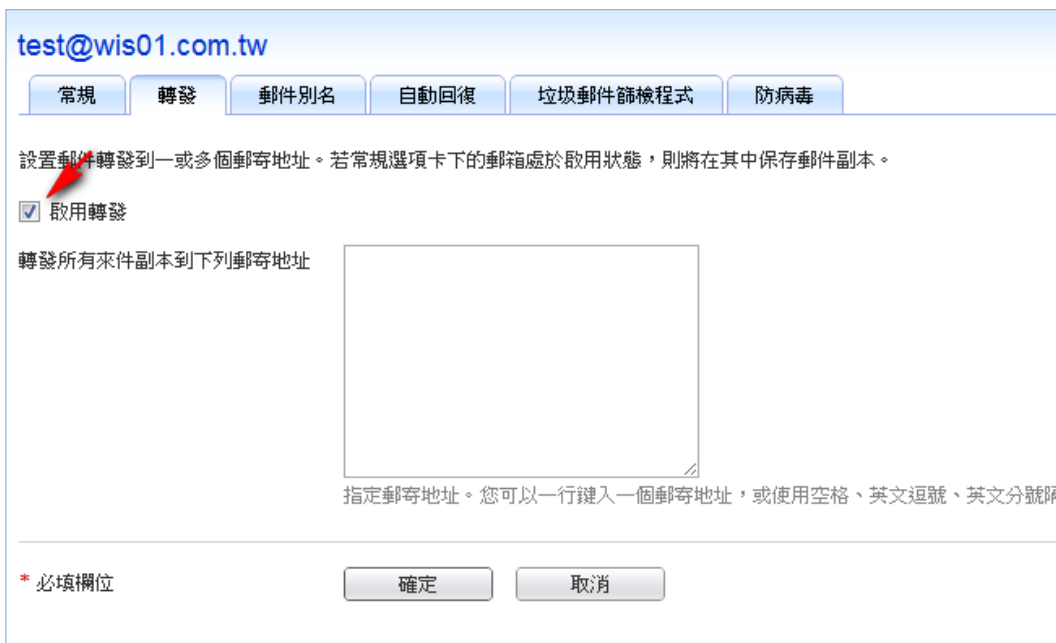 test@wis01.com.tw
常規 轉發 郵件別名 自動回復 垃圾郵件篩檢程式 防病毒
設置郵件轉發到一或多個郵寄地址。若常規選項卡下的郵箱處於啟用狀態，則將在其中保存郵件副本。
啟用轉發
轉發所有來件副本到下列郵寄地址
指定郵寄地址。您可以一行鍵入一個郵寄地址，或使用空格、英文逗號、英文分號
* 必填欄位 確定 取消